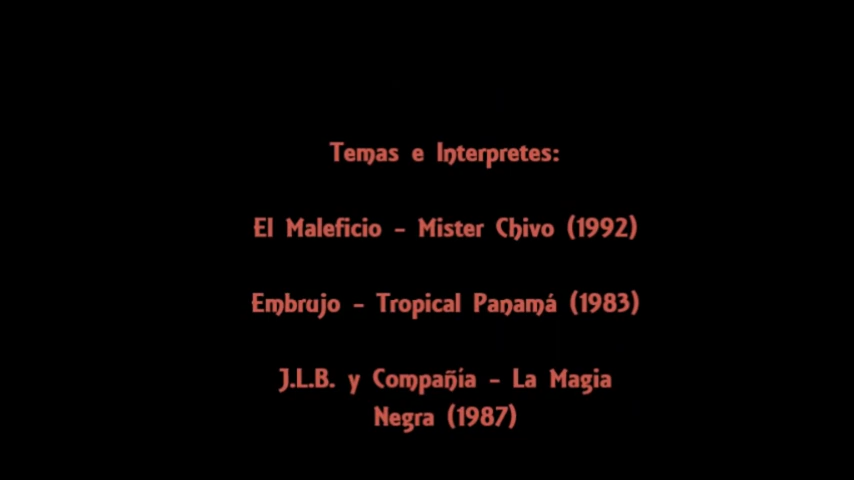 Temas e Interpretes:
El Maleficio - Mister Chivo (1992)
Embrujo - Tropical Panamá (1983)
J.L.B. y Compañía - La Magia
Negra (1987)